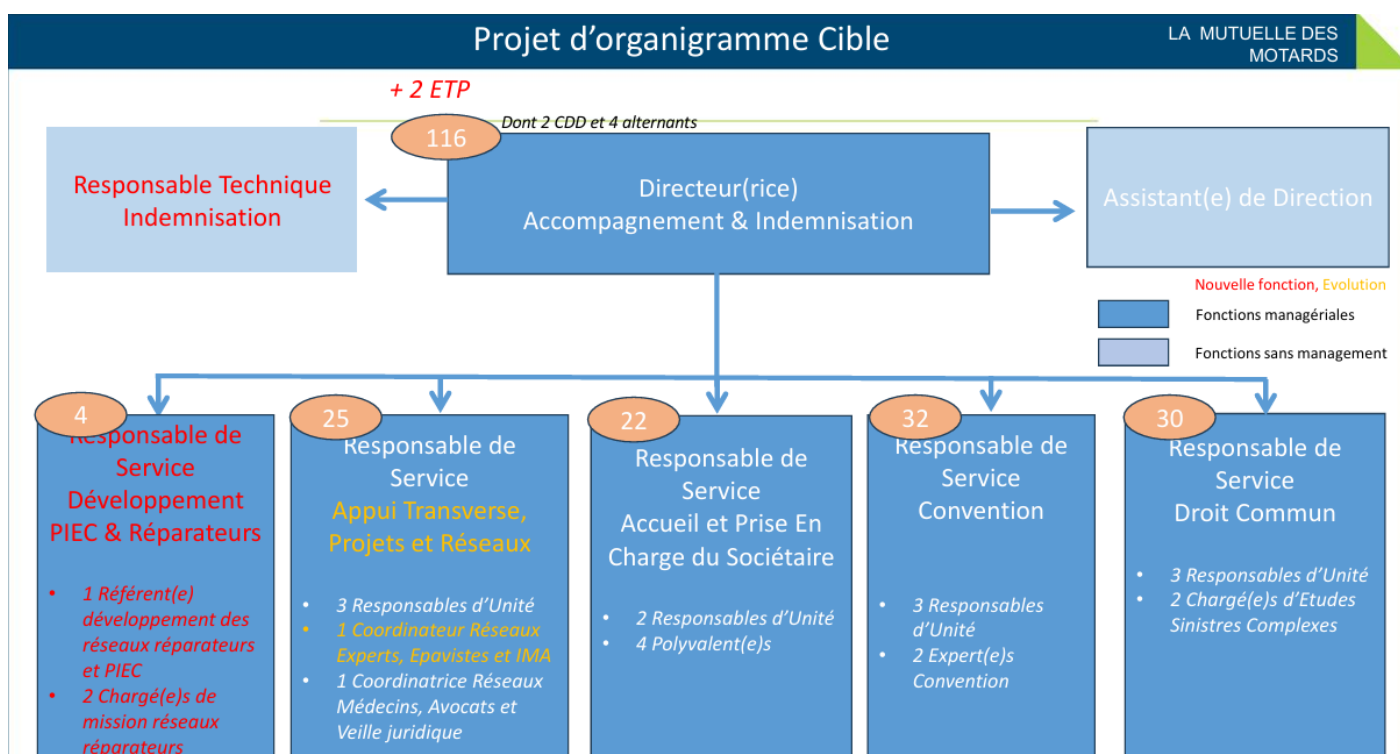 Projet d'organigramme Cible
LA MUTUELLE DES
MOTARDS
+ 2 ETP
Dont 2 CDD et 4 alternants
116
Responsable Technique
Indemnisation
Directeur(rice)
Accompagnement & Indemnisation
Assistant(e) de Direction
Nouvelle fonction, Evolution
Fonctions managériales
Fonctions sans management
4
Responsable de
Service
Développement
PIEC & Réparateurs
• 1 Référent(e)
développement des
réseaux réparateurs
et PIEC
• 2 Chargé(e)s de
mission réseaux
réparateurs
25
Responsable de
Service
Appui Transverse,
Projets et Réseaux
• 3 Responsables d'Unité
• 1 Coordinateur Réseaux
Experts, Epavistes et IMA
• 1 Coordinatrice Réseaux
Médecins, Avocats et
Veille juridique
22
Responsable de
Service
Accueil et Prise En
Charge du Sociétaire
• 2 Responsables d'Unité
• 4 Polyvalent(e)s
32
Responsable de
Service
Convention
• 3 Responsables
d'Unité
• 2 Expert(e)s
Convention
30
Responsable de
Service
Droit Commun
• 3 Responsables d'Unité
• 2 Chargé(e)s d'Etudes
Sinistres Complexes